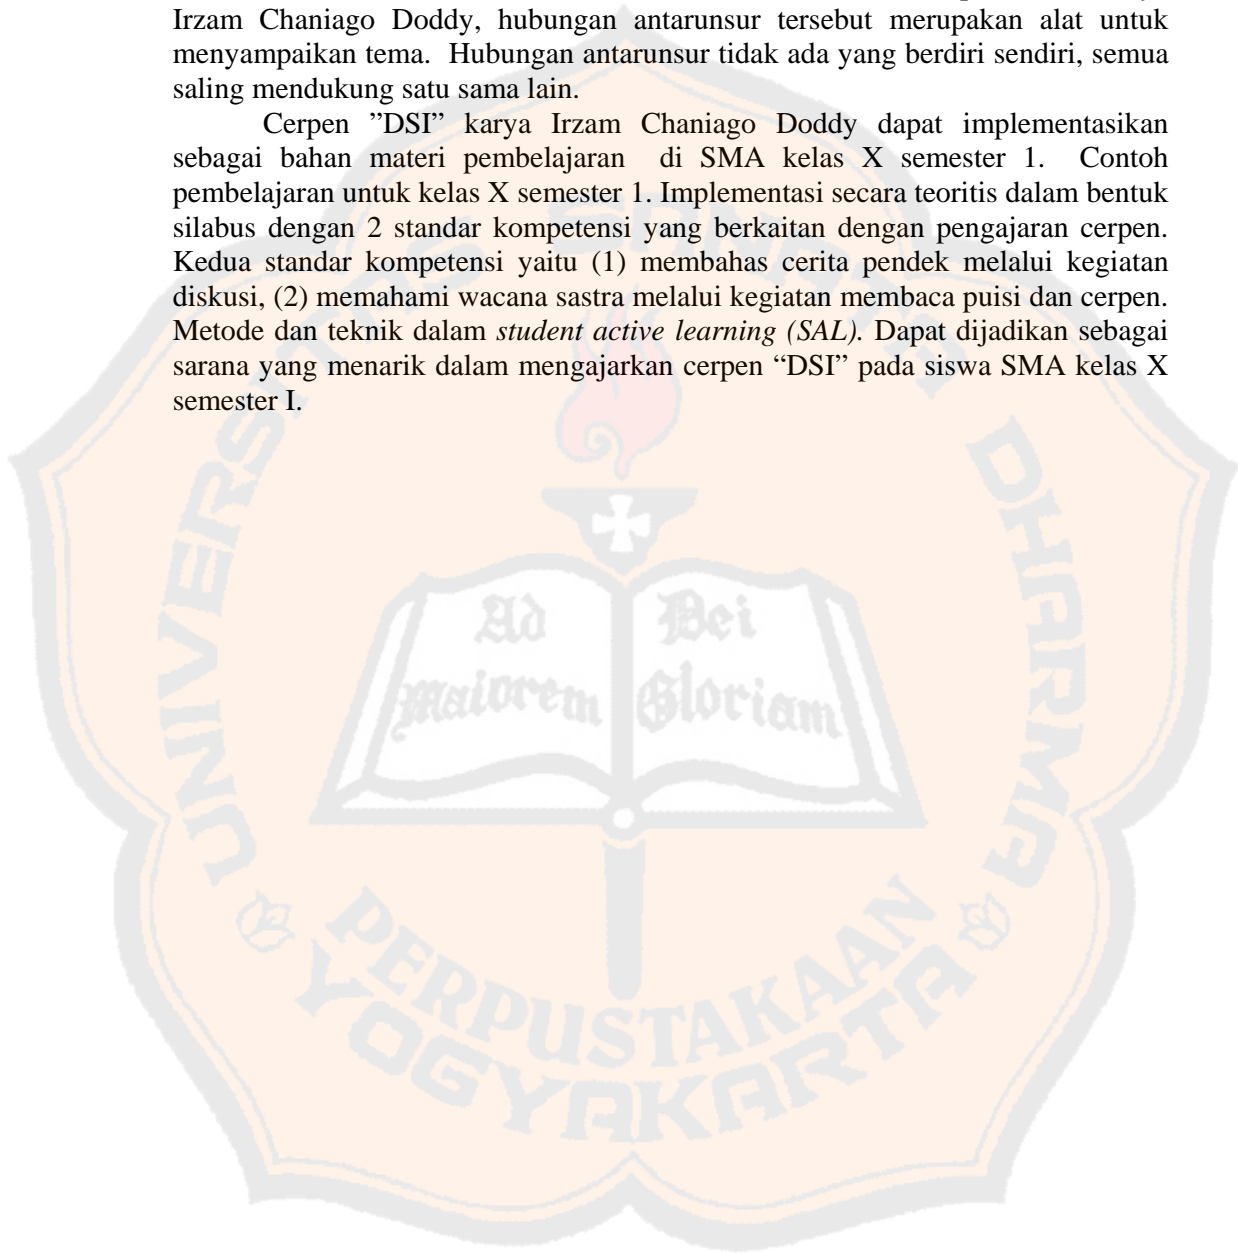 Irzam Chaniago Doddy, hubungan antarunsur tersebut merupakan alat untuk
menyampaikan tema. Hubungan antarunsur tidak ada yang berdiri sendiri, semua
saling mendukung satu sama lain.
Cerpen ”DSI” karya Irzam Chaniago Doddy dapat implementasikan
sebagai bahan materi pembelajaran di SMA kelas X semester 1. Contoh
pembelajaran untuk kelas X semester 1. Implementasi secara teoritis dalam bentuk
silabus dengan 2 standar kompetensi yang berkaitan dengan pengajaran cerpen.
Kedua standar kompetensi yaitu (1) membahas cerita pendek melalui kegiatan
diskusi, (2) memahami wacana sastra melalui kegiatan membaca puisi dan cerpen.
Metode dan teknik dalam student active learning (SAL). Dapat dijadikan sebagai
sarana yang menarik dalam mengajarkan cerpen “DSI” pada siswa SMA kelas X
semester I.
UNIVERSITAS SANATA DHARMA
Ad Dei
Maiorem Gloriam
PERPUSTAKAAN
YOGYAKARTA